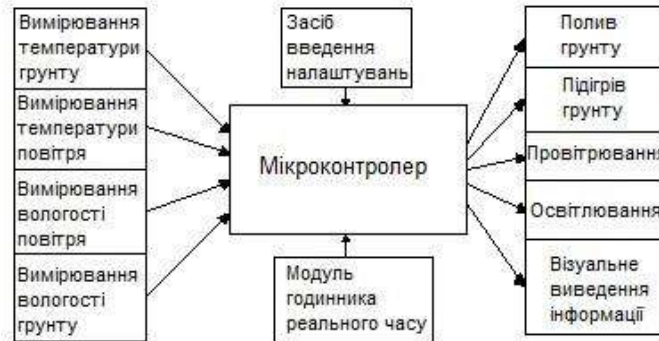 Вимірювання
температури
грунту
Вимірювання
температури
повітря
Вимірювання
вологості
повітря
Вимірювання
вологості
грунту
Засіб
введення
налаштувань
Мікроконтролер
Модуль
годинника
реального часу
Полив
грунту
Підігрів
грунту
Провітрювання
Освітлювання
Візуальне
виведення
інформації